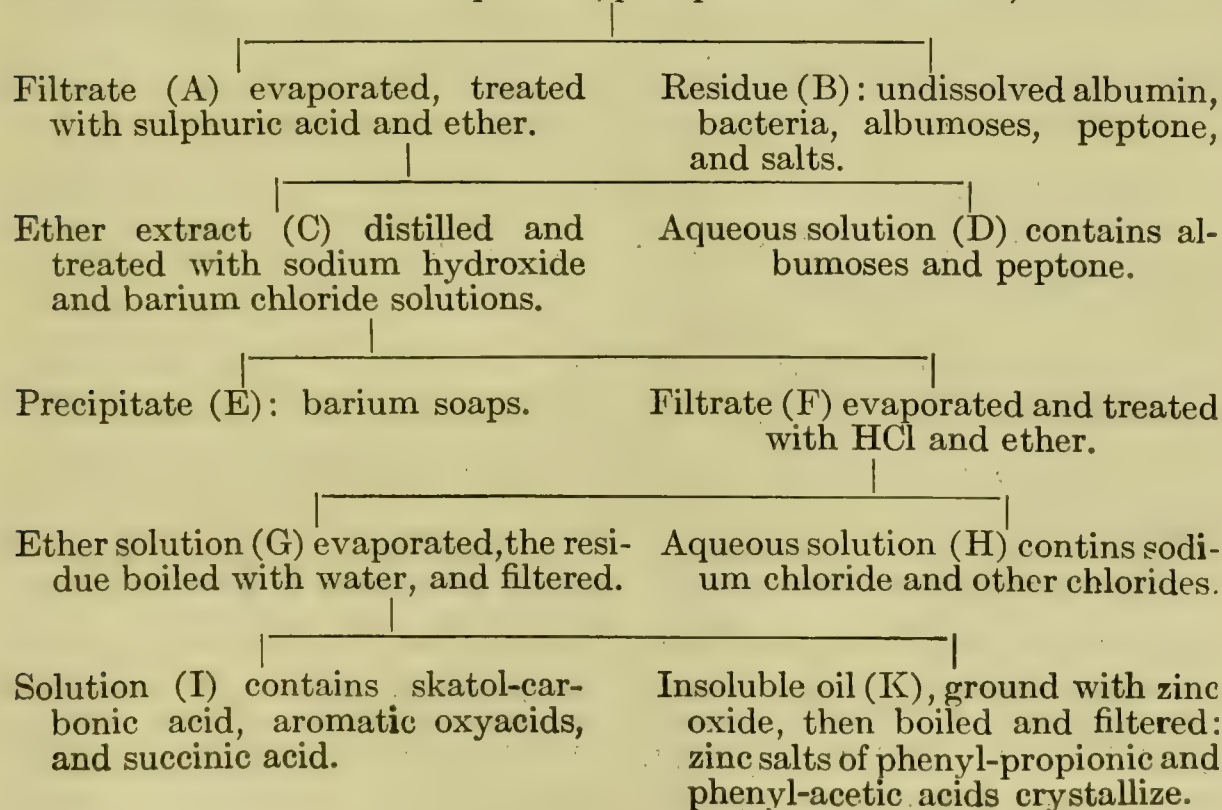 Filtrate (A) evaporated, treated
with sulphuric acid and ether.
Residue (B): undissolved albumin,
bacteria, albumoses, peptone,
and salts.
Ether extract (C) distilled and
treated with sodium hydroxide
and barium chloride solutions.
Aqueous solution (D) contains al-
bumoses and peptone.
Precipitate (E): barium soaps.
Filtrate (F) evaporated and treated
with HCl and ether.
Ether solution (G) evaporated, the resi-
due boiled with water, and filtered.
Aqueous solution (H) contins sodi-
um chloride and other chlorides.
Solution (I) contains skatol-car-
bonic acid, aromatic oxyacids,
and succinic acid.
Insoluble oil (K), ground with zinc
oxide, then boiled and filtered:
zinc salts of phenyl-propionic and
phenyl-acetic acids crystallize.